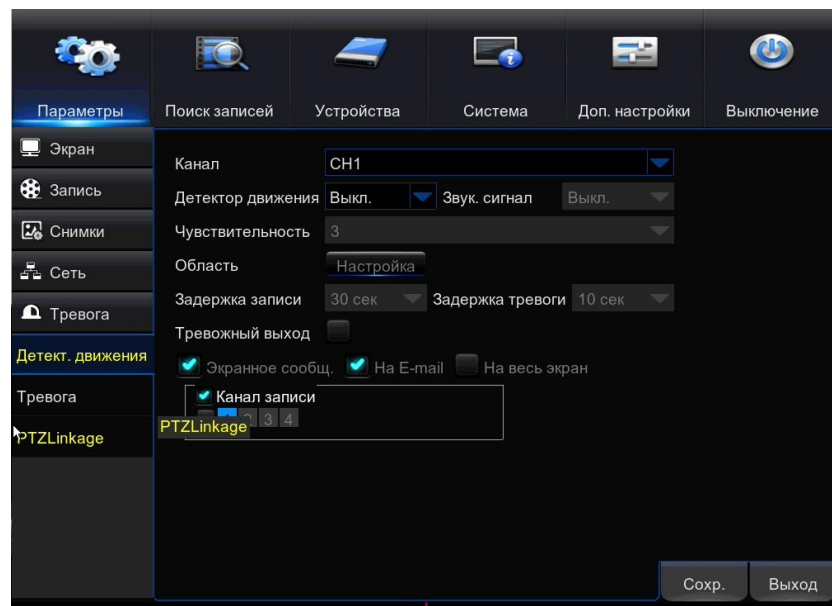 Параметры
Поиск записей
Устройства
Система
Доп. настройки
Выключение
Экран
Запись
Снимки
Сеть
Тревога
Детект. движения
Тревога
PTZLinkage
Канал CH1
Детектор движения Выкл. Звук. сигнал Выкл.
Чувствительность 3
Область Настройка
Задержка записи 30 сек Задержка тревоги 10 сек
Тревожный выход
Экранное сообщ. На E-mail На весь экран
Канал записи
1 2 3 4
PTZLinkage
Сохр. Выход